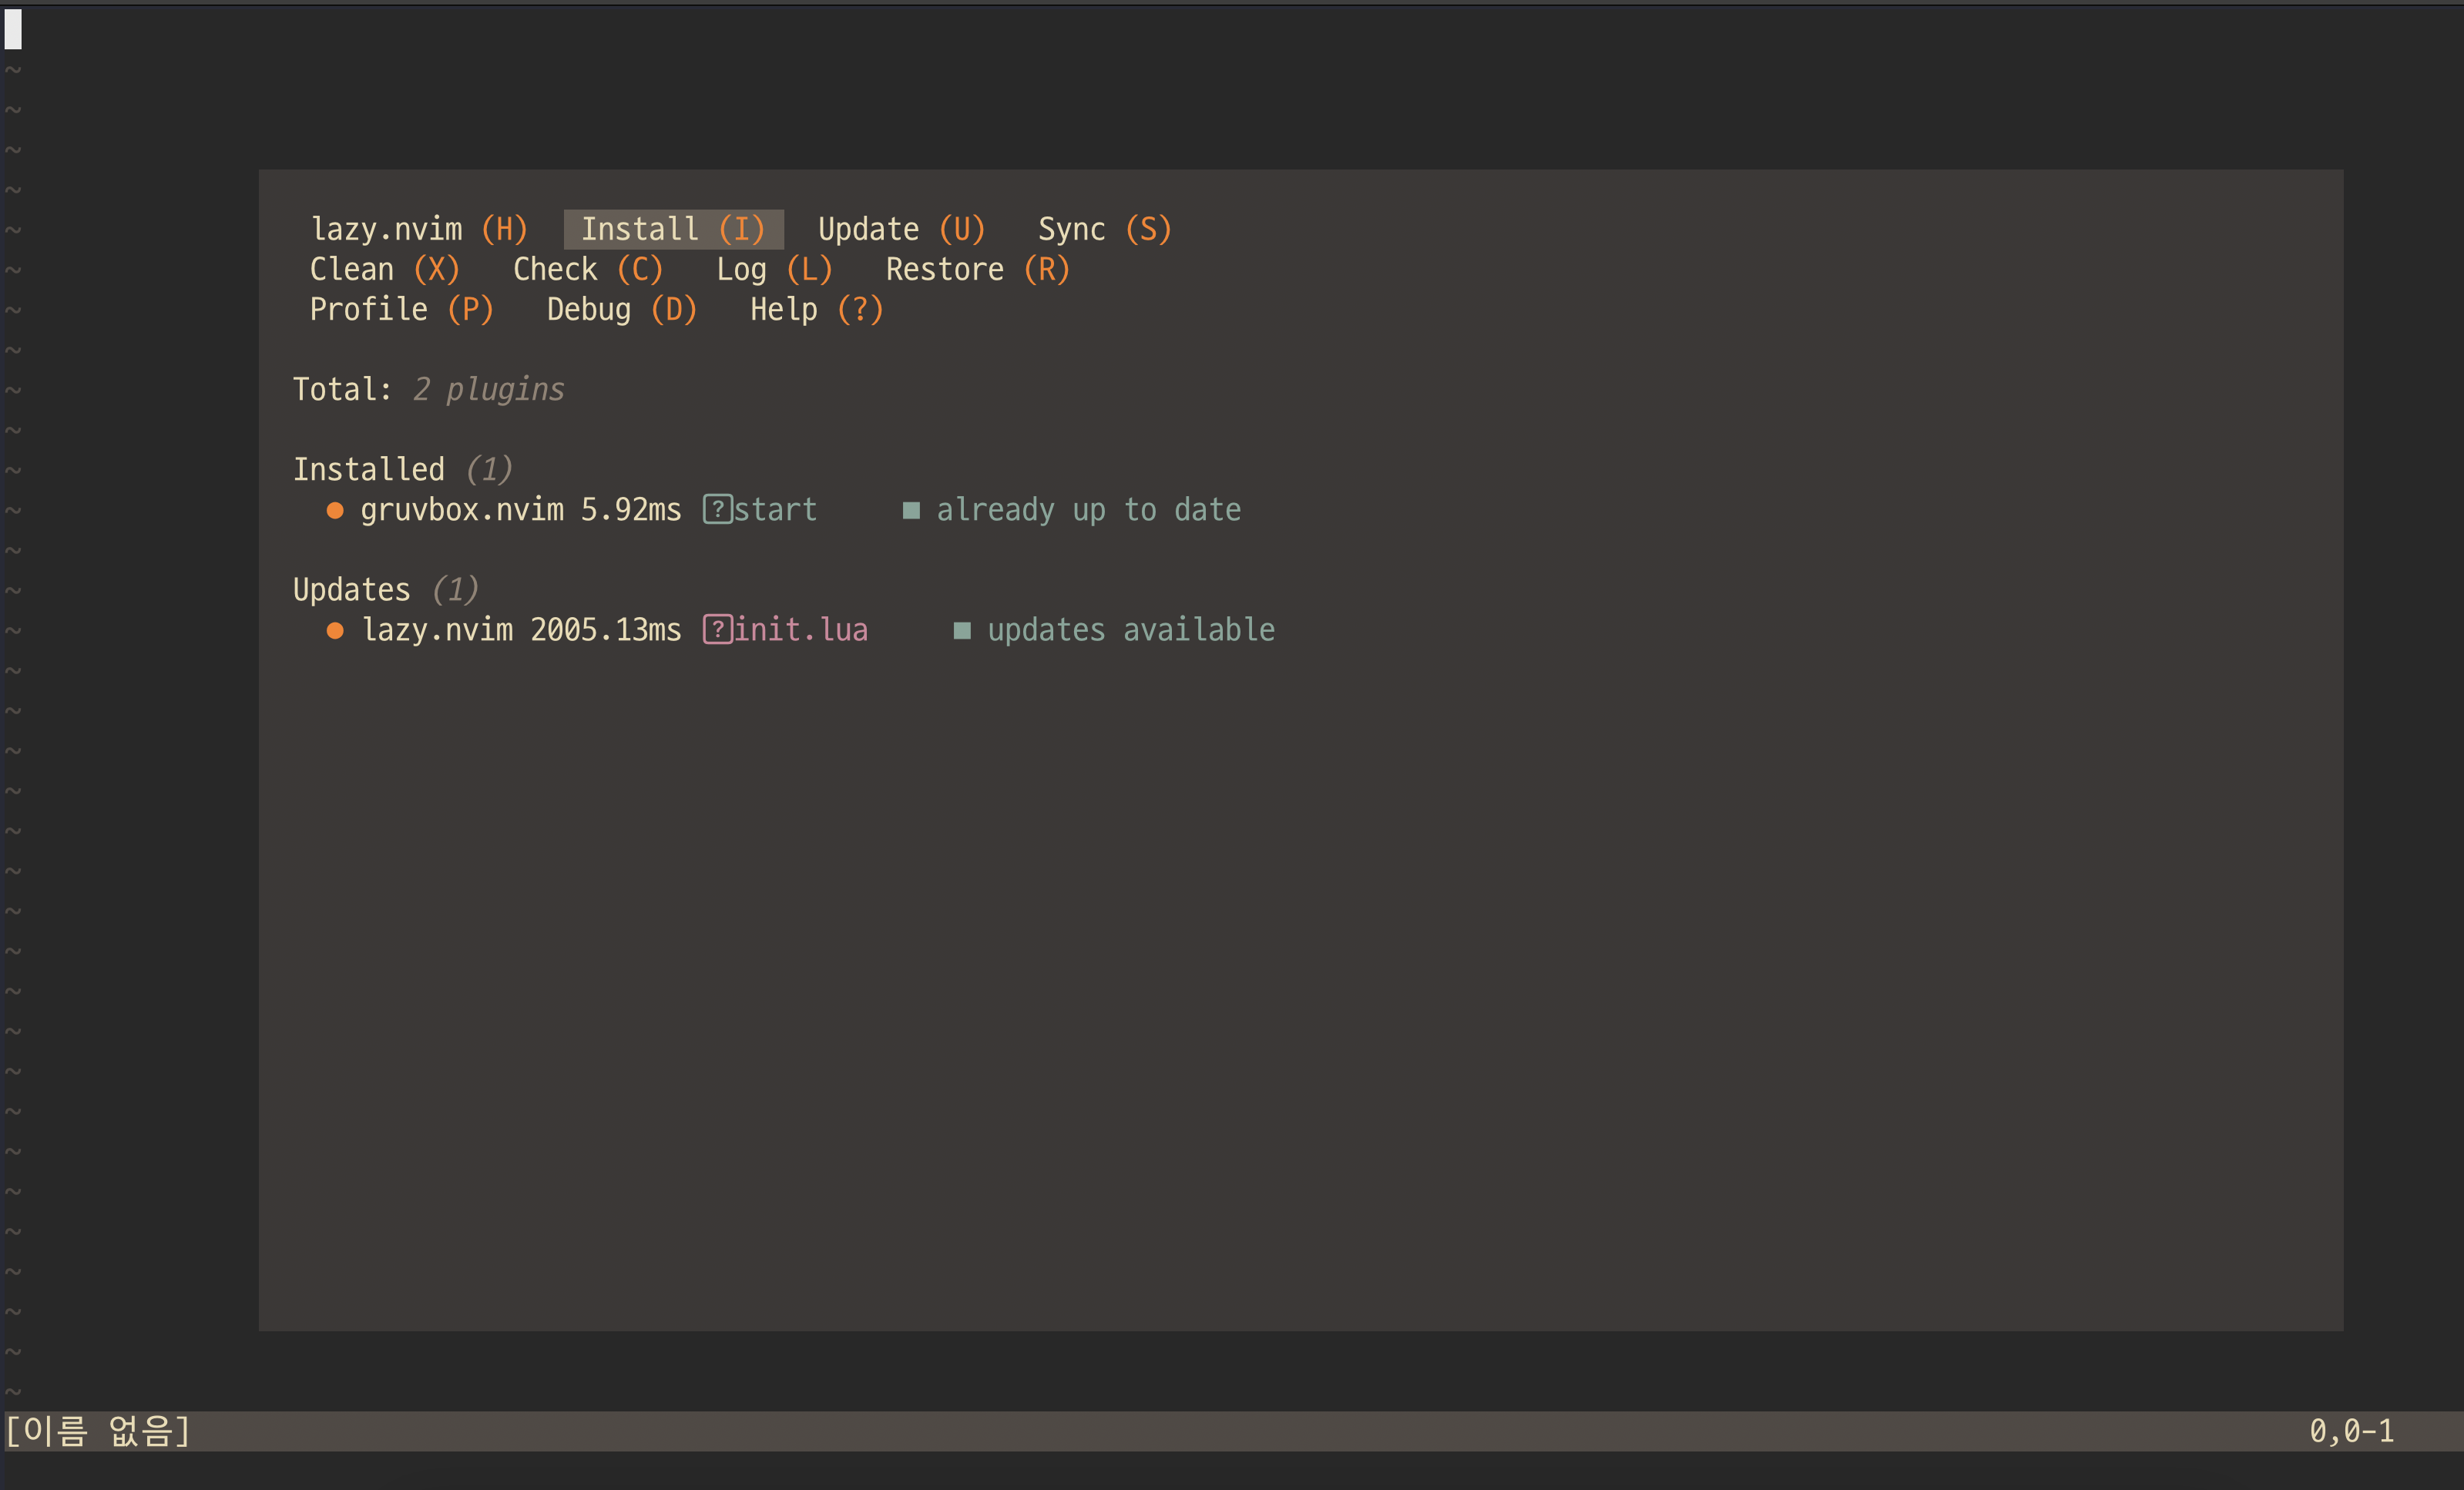 lazy.nvim (H) Install (I) Update (U) Sync (S)
Clean (X) Check (C) Log (L) Restore (R)
Profile (P) Debug (D) Help (?)
Total: 2 plugins
Installed (1)
● gruvbox.nvim 5.92ms ?start ■ already up to date
Updates (1)
● lazy.nvim 2005.13ms ?init.lua ■ updates available
[이름 없음] 0,0-1